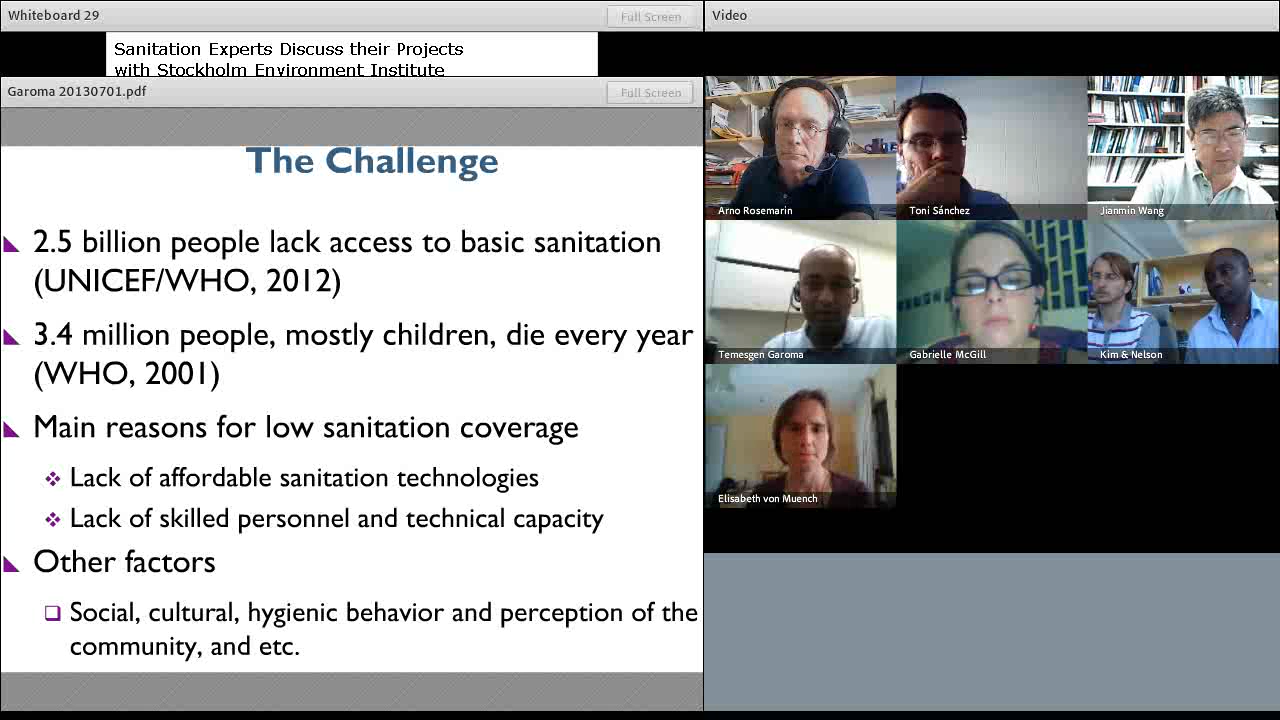 Whiteboard 29
Full Screen
Video
Sanitation Experts Discuss their Projects
with Stockholm Environment Institute
Garoma 20130701.pdf
Full Screen
The Challenge
2.5 billion people lack access to basic sanitation
(UNICEF/WHO, 2012)
3.4 million people, mostly children, die every year
(WHO, 2001)
Main reasons for low sanitation coverage
Lack of affordable sanitation technologies
Lack of skilled personnel and technical capacity
Other factors
Social, cultural, hygienic behavior and perception of the
community, and etc.
Arno Rosemarin
Toni Sánchez
Jianmin Wang
Temesgen Garoma
Gabrielle McGill
Kim & Nelson
Elisabeth von Muench